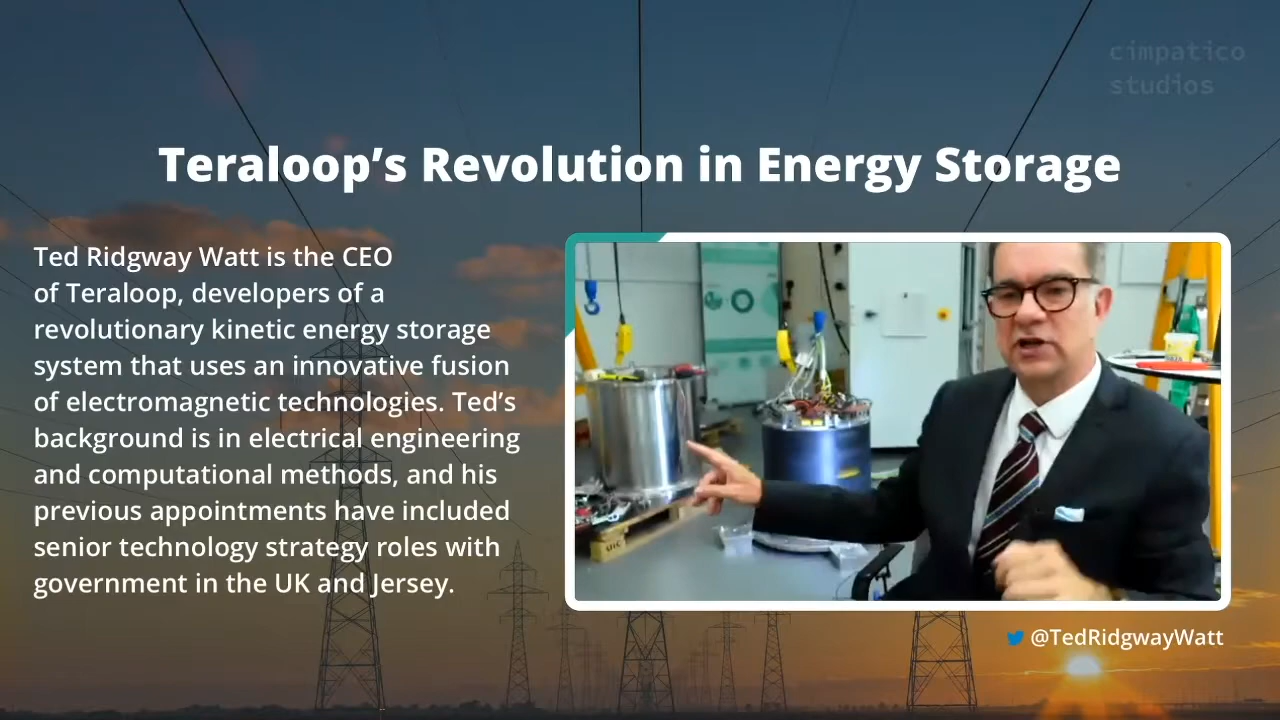 cimpatico
studios
Teraloop’s Revolution in Energy Storage
Ted Ridgway Watt is the CEO
of Teraloop, developers of a
revolutionary kinetic energy storage
system that uses an innovative fusion
of electromagnetic technologies. Ted’s
background is in electrical engineering
and computational methods, and his
previous appointments have included
senior technology strategy roles with
government in the UK and Jersey.
@TedRidgwayWatt